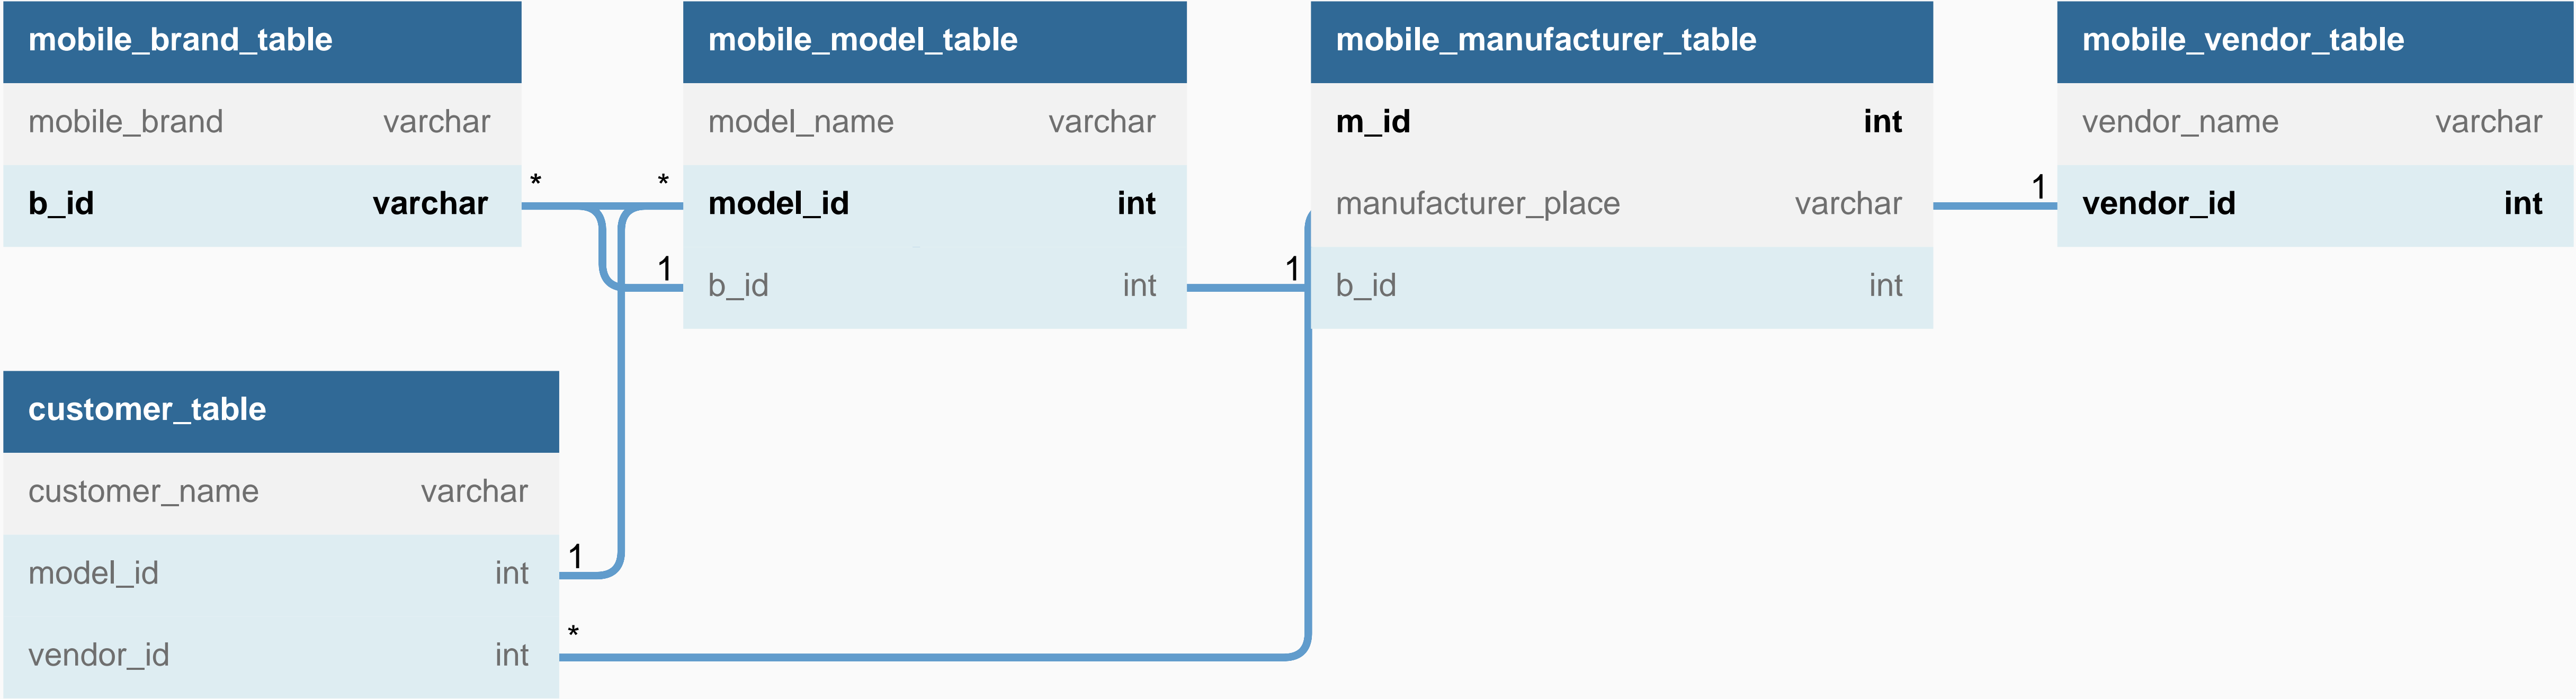 mobile_brand_table
mobile_brand varchar
b_id varchar
*
mobile_model_table
model_name varchar
* model_id int
1 b_id int
mobile_manufacturer_table
m_id int
manufacturer_place varchar
1 b_id int
mobile_vendor_table
vendor_name varchar
1 vendor_id int
customer_table
customer_name varchar
model_id int 1
vendor_id int *